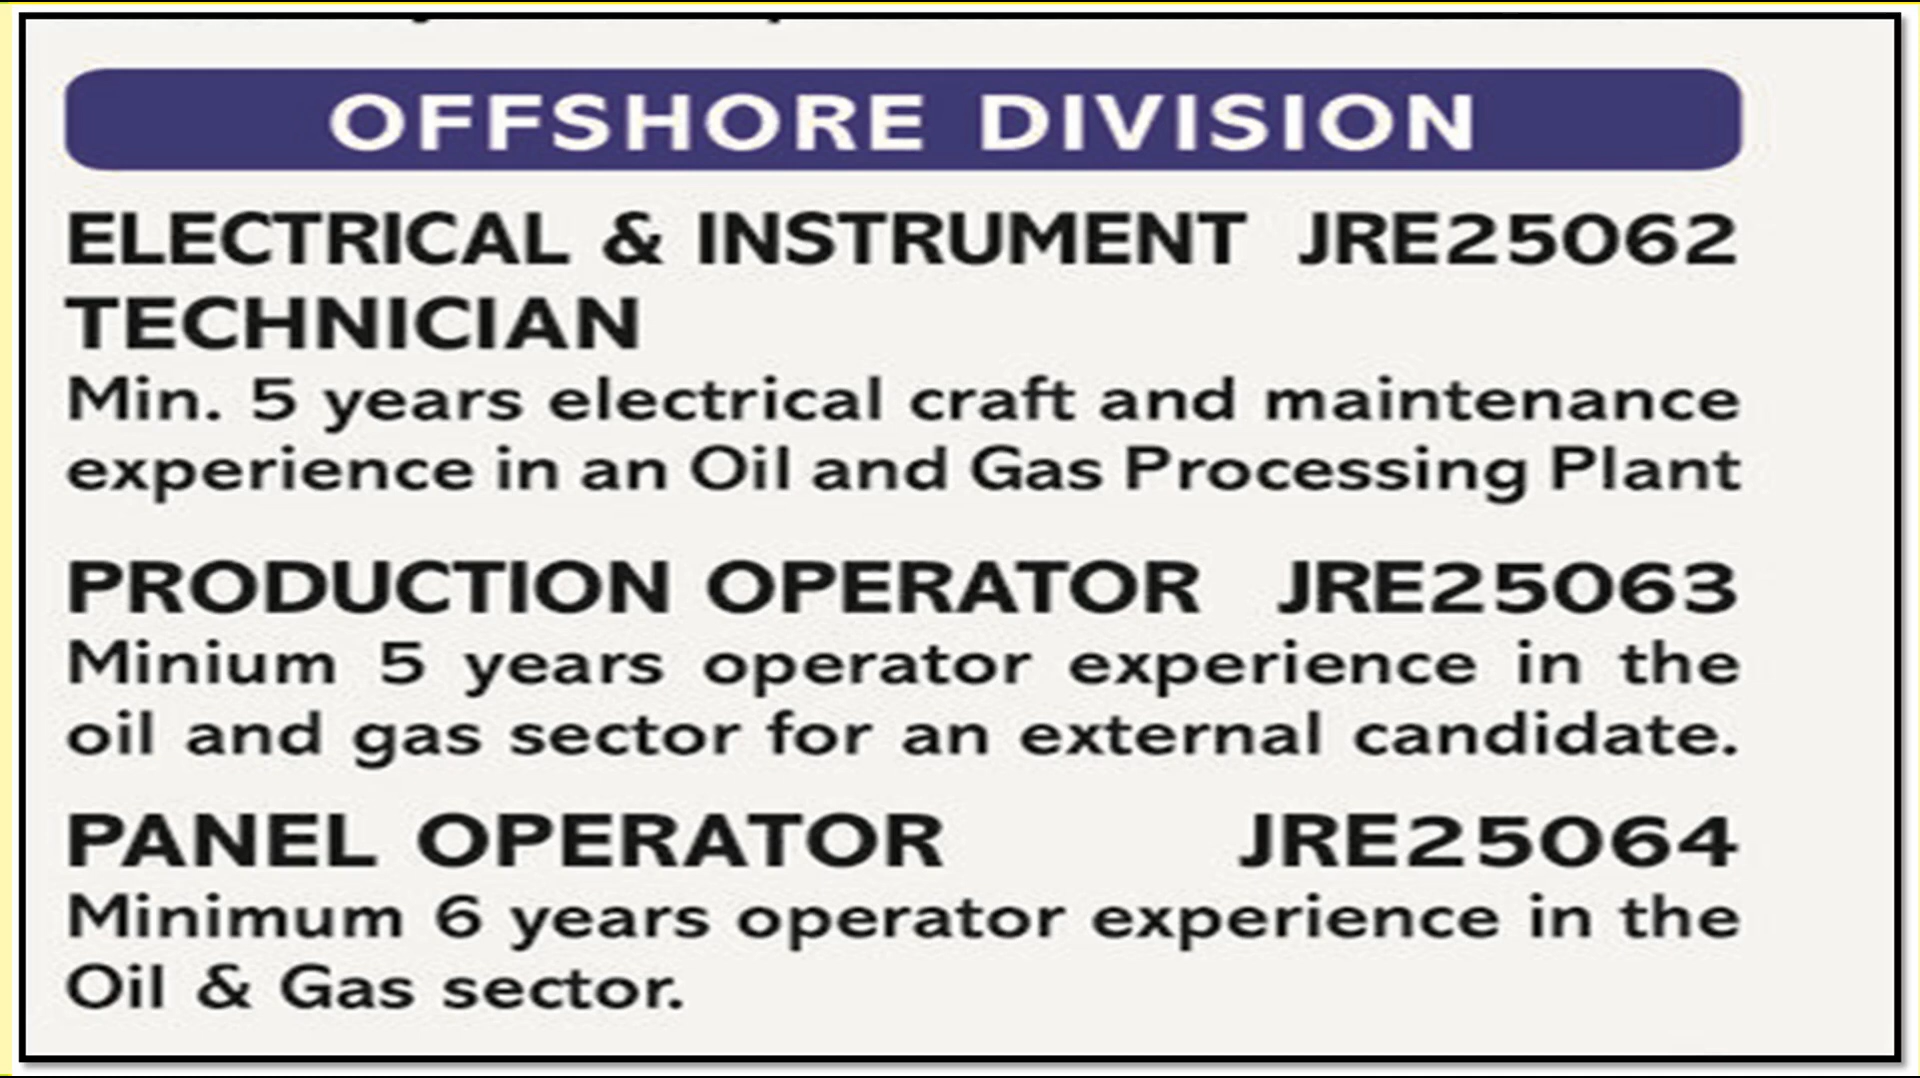 OFFSHORE DIVISION
ELECTRICAL & INSTRUMENT JRE25062
TECHNICIAN
Min. 5 years electrical craft and maintenance
experience in an Oil and Gas Processing Plant
PRODUCTION OPERATOR JRE25063
Minium 5 years operator experience in the
oil and gas sector for an external candidate.
PANEL OPERATOR JRE25064
Minimum 6 years operator experience in the
Oil & Gas sector.